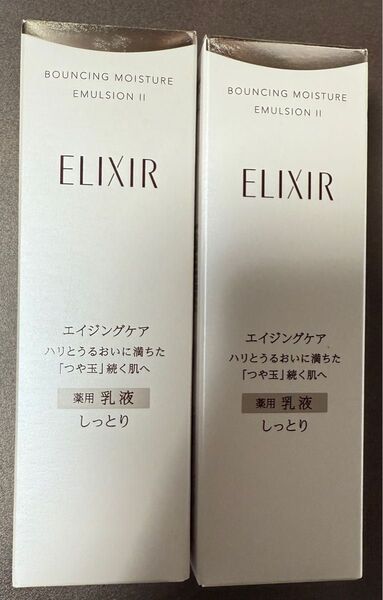 BOUNCING MOISTURE
EMULSION II
ELIXIR
エイジングケア
ハリとうるおいに満ちた
「つや玉」続く肌へ
薬用 乳液
しっとり
BOUNCING MOISTURE
EMULSION II
ELIXIR
エイジングケア
ハリとうるおいに満ちた
「つや玉」続く肌へ
薬用 乳液
しっとり